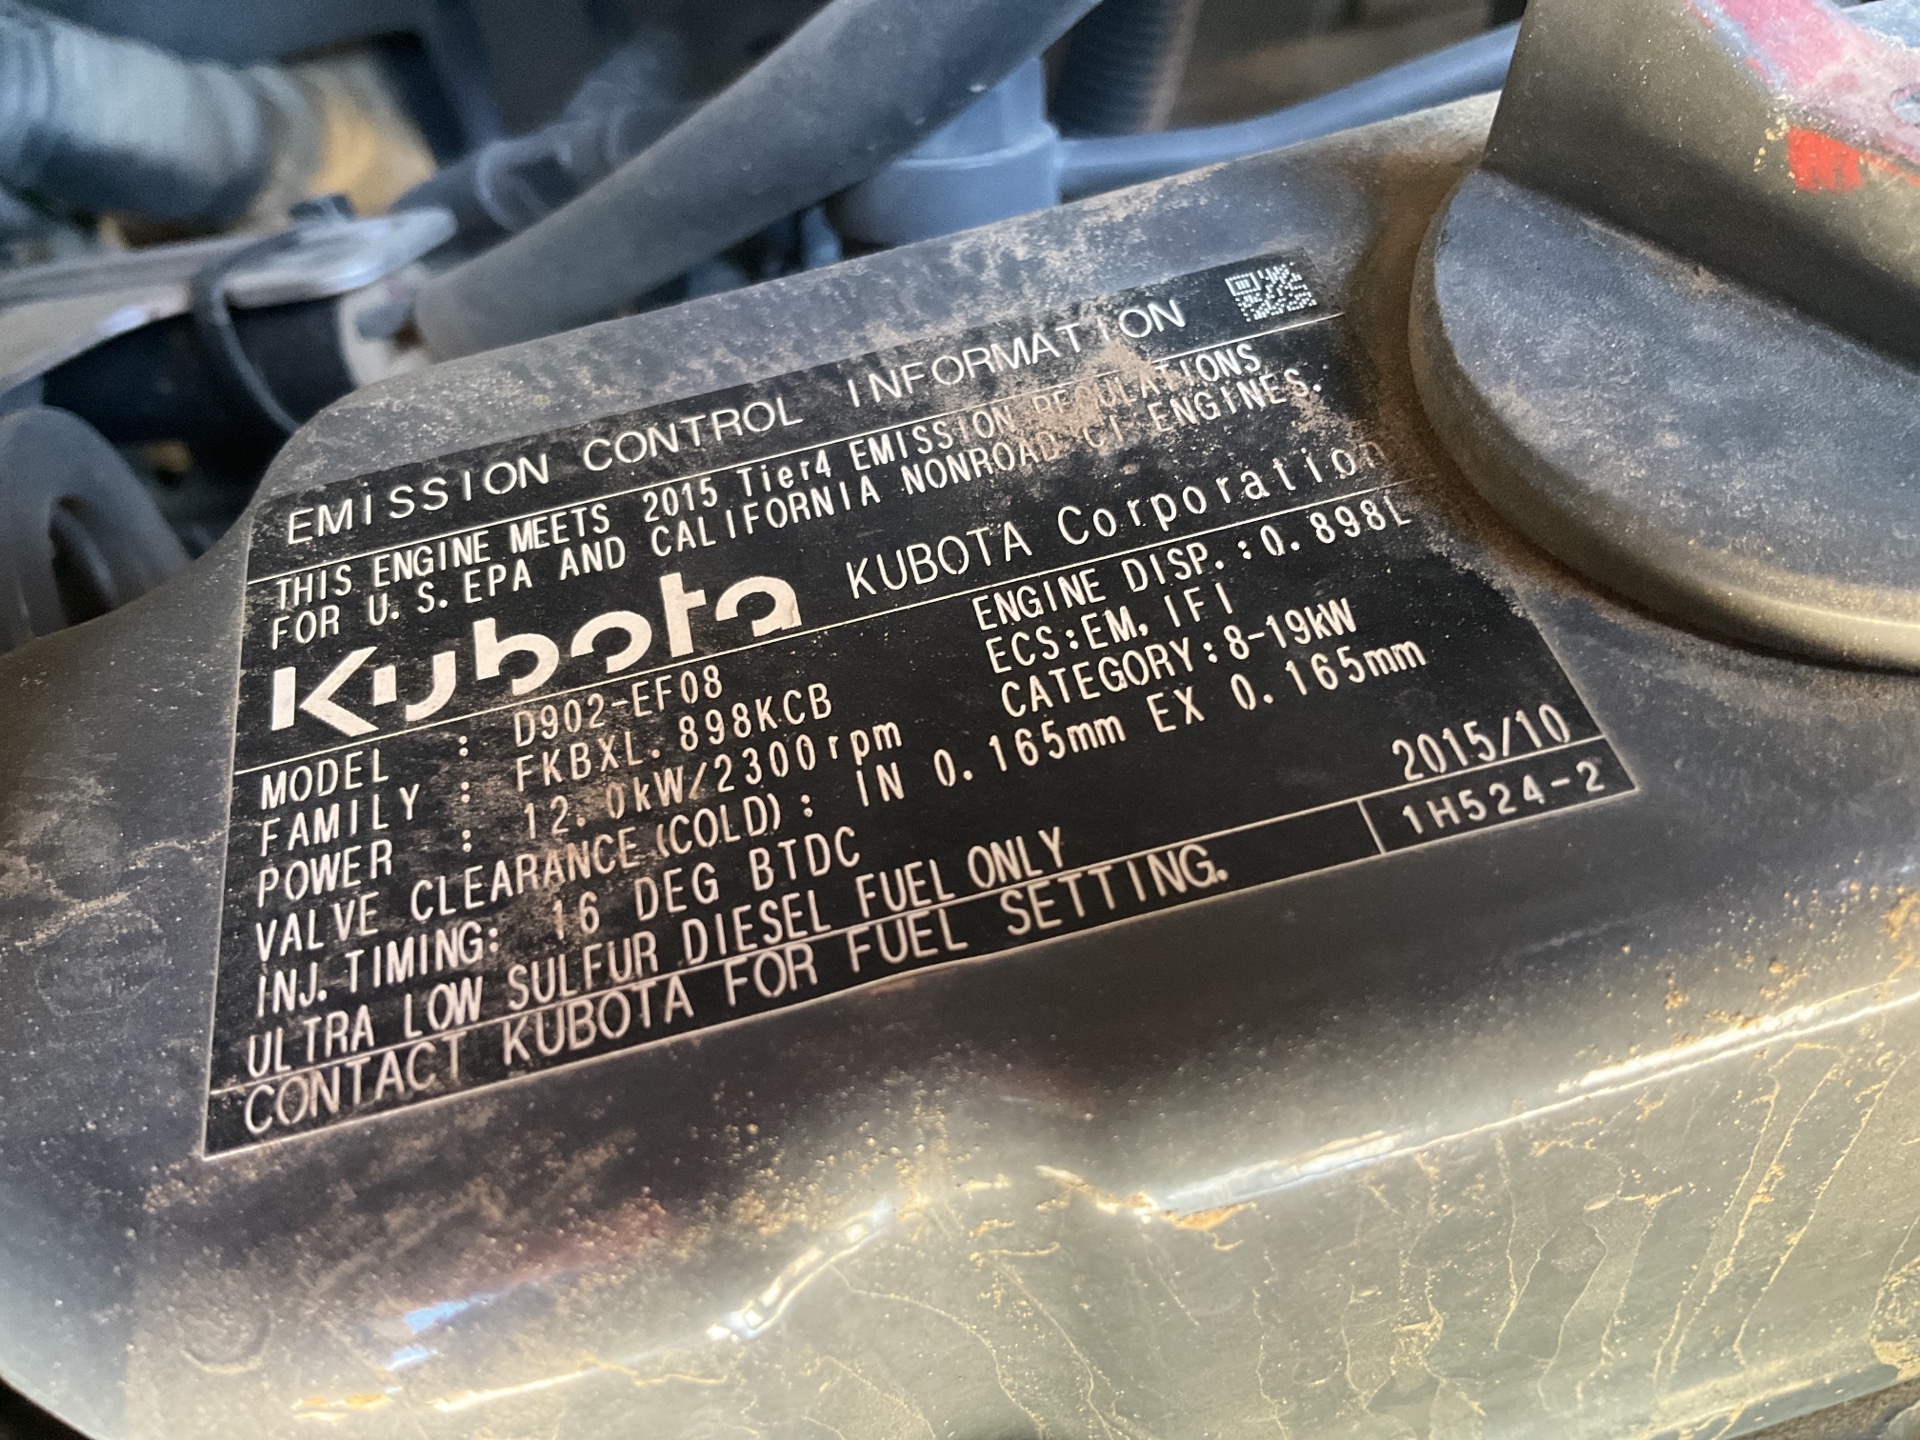 EMISSION CONTROL INFORMATION
THIS ENGINE MEETS 2015 Tier4 EMISSION REGULATIONS
FOR U.S.EPA AND CALIFORNIA NONROAD CI ENGINES.
Kubota KUBOTA Corporation
MODEL : D902-EF08 ENGINE DISP.:0.898L
FAMILY : FKBXL.898KCB ECS:EM,IFI
POWER : 12.0kW/2300rpm CATEGORY:8-19kW
VALVE CLEARANCE(COLD): IN 0.165mm EX 0.165mm
INJ.TIMING: 16 DEG BTDC
ULTRA LOW SULFUR DIESEL FUEL ONLY 2015/10
CONTACT KUBOTA FOR FUEL SETTING. 1H524-2